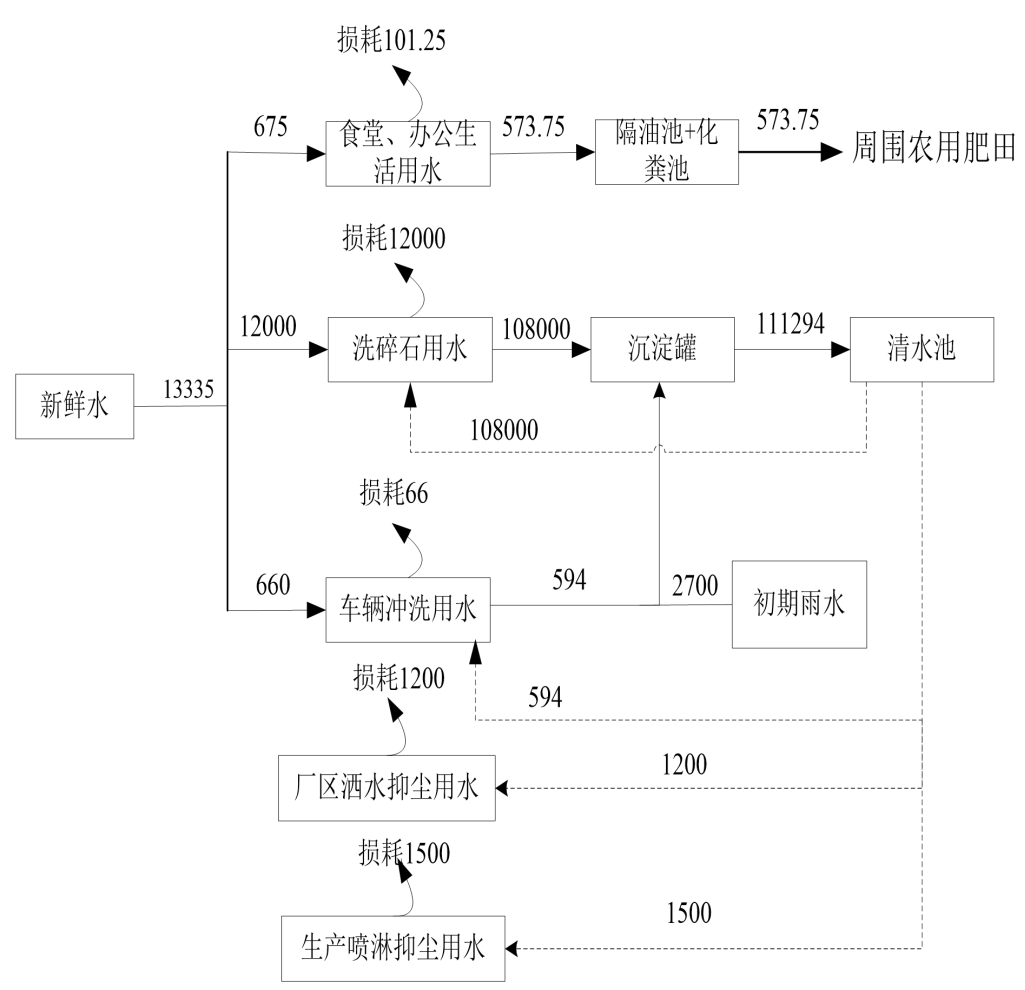 损耗101.25
675
食堂、办公生
活用水
573.75
隔油池+化
粪池
573.75
周围农用肥田
损耗12000
12000
洗碎石用水
108000
沉淀罐
111294
清水池
新鲜水
13335
108000
损耗66
660
车辆冲洗用水
594
2700
初期雨水
损耗1200
594
厂区洒水抑尘用水
1200
损耗1500
生产喷淋抑尘用水
1500